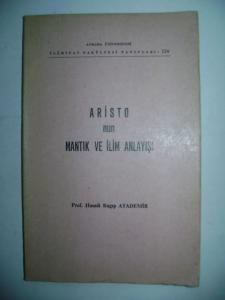 ANKARA ÜNİVERSİTESİ
İLÂHİYAT FAKÜLTESİ YAYINLARI: 124
ARİSTO
nun
MANTIK VE İLİM ANLAYIŞI
Prof. Hamdi Ragıp ATADEMİR